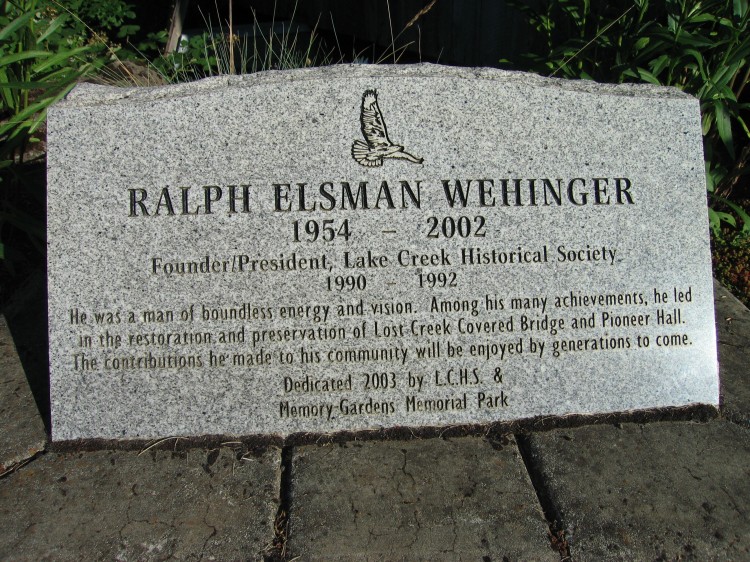 RALPH ELSMAN WEHINGER
1954 - 2002
Founder/President, Lake Creek Historical Society
1990 - 1992
He was a man of boundless energy and vision. Among his many achievements, he led
in the restoration and preservation of Lost Creek Covered Bridge and Pioneer Hall.
The contributions he made to his community will be enjoyed by generations to come.
Dedicated 2003 by L.C.H.S. &
Memory Gardens Memorial Park